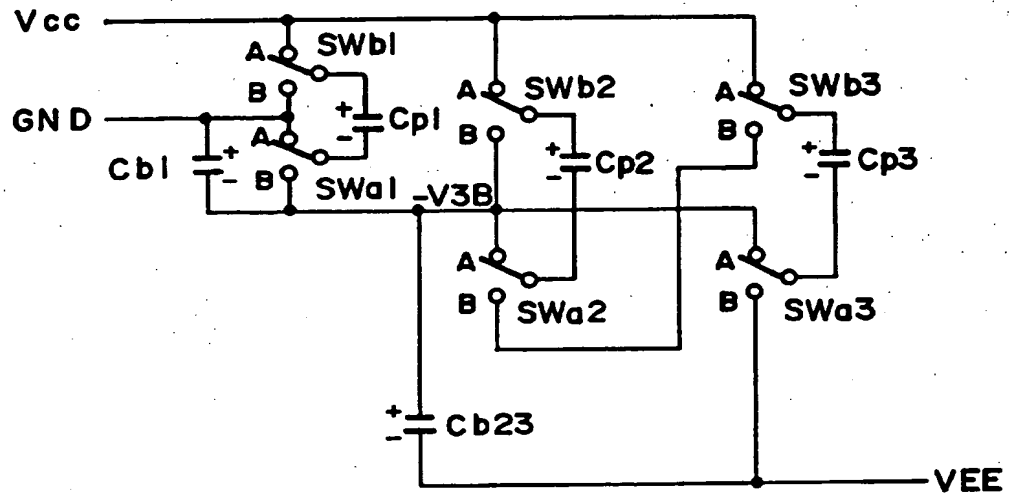 Vcc
SWb1
A
B
Cp1
+
-
GND
A
B
SWa1
Cb1
+
-
-V3B
SWb2
A
B
Cp2
+
-
A
B
SWa2
SWb3
A
B
Cp3
+
-
A
B
SWa3
+
-
Cb23
VEE